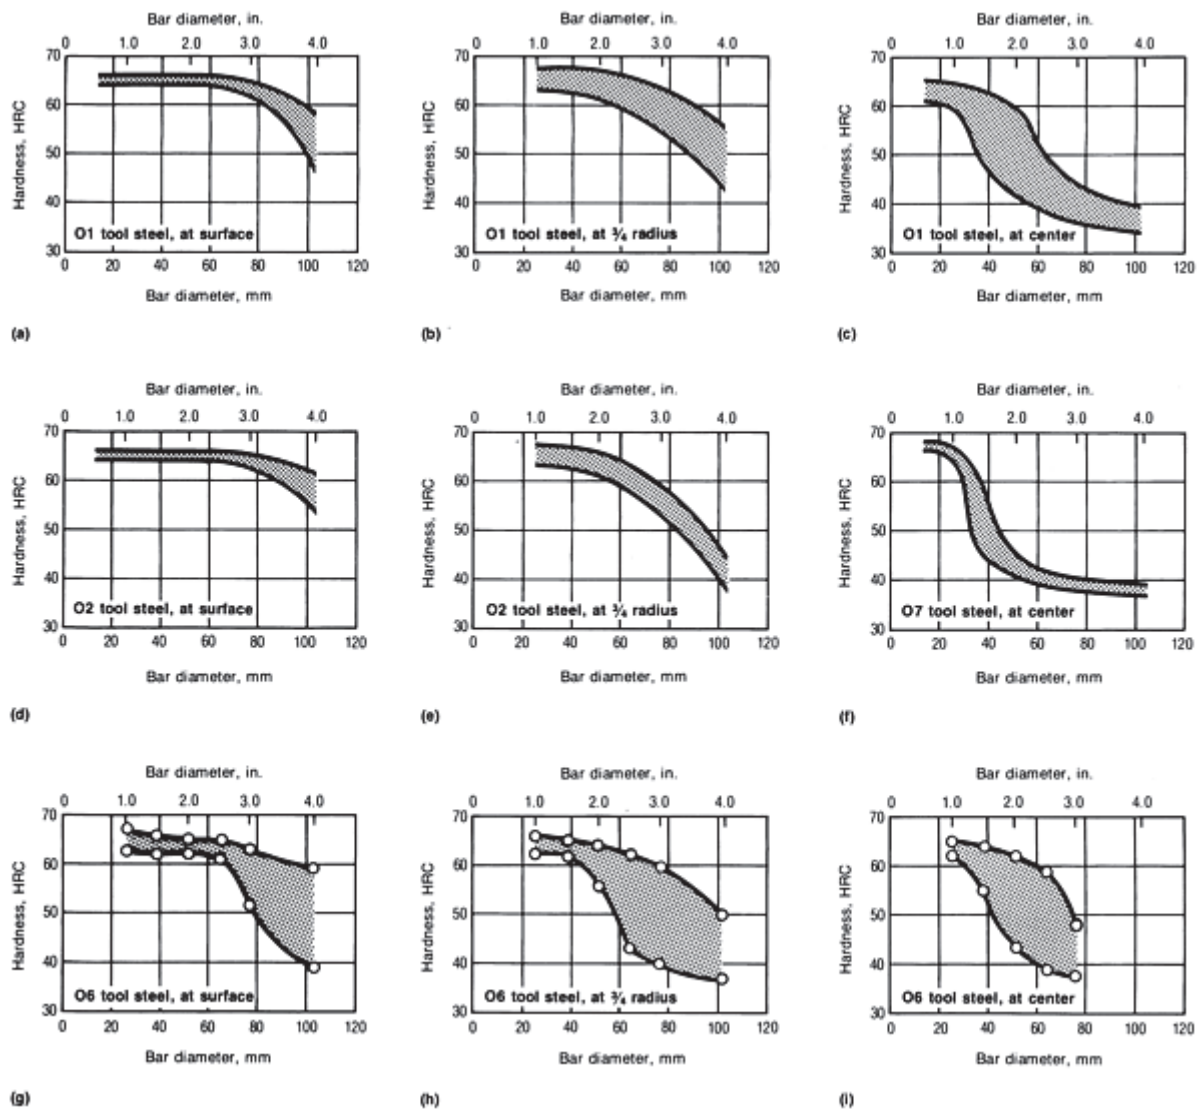 Bar diameter, in.
0 1.0 2.0 3.0 4.0
70
60
50
40
30
Hardness, HRC
O1 tool steel, at surface
0 20 40 60 80 100 120
Bar diameter, mm
(a)
Bar diameter, in.
0 1.0 2.0 3.0 4.0
70
60
50
40
30
Hardness, HRC
O1 tool steel, at ¾ radius
0 20 40 60 80 100 120
Bar diameter, mm
(b)
Bar diameter, in.
0 1.0 2.0 3.0 4.0
70
60
50
40
30
Hardness, HRC
O1 tool steel, at center
0 20 40 60 80 100 120
Bar diameter, mm
(c)
Bar diameter, in.
0 1.0 2.0 3.0 4.0
70
60
50
40
30
Hardness, HRC
O2 tool steel, at surface
0 20 40 60 80 100 120
Bar diameter, mm
(d)
Bar diameter, in.
0 1.0 2.0 3.0 4.0
70
60
50
40
30
Hardness, HRC
O2 tool steel, at ¾ radius
0 20 40 60 80 100 120
Bar diameter, mm
(e)
Bar diameter, in.
0 1.0 2.0 3.0 4.0
70
60
50
40
30
Hardness, HRC
O7 tool steel, at center
0 20 40 60 80 100 120
Bar diameter, mm
(f)
Bar diameter, in.
0 1.0 2.0 3.0 4.0
70
60
50
40
30
Hardness, HRC
O6 tool steel, at surface
0 20 40 60 80 100 120
Bar diameter, mm
(g)
Bar diameter, in.
0 1.0 2.0 3.0 4.0
70
60
50
40
30
Hardness, HRC
O6 tool steel, at ¾ radius
0 20 40 60 80 100 120
Bar diameter, mm
(h)
Bar diameter, in.
0 1.0 2.0 3.0 4.0
70
60
50
40
30
Hardness, HRC
O6 tool steel, at center
0 20 40 60 80 100 120
Bar diameter, mm
(i)